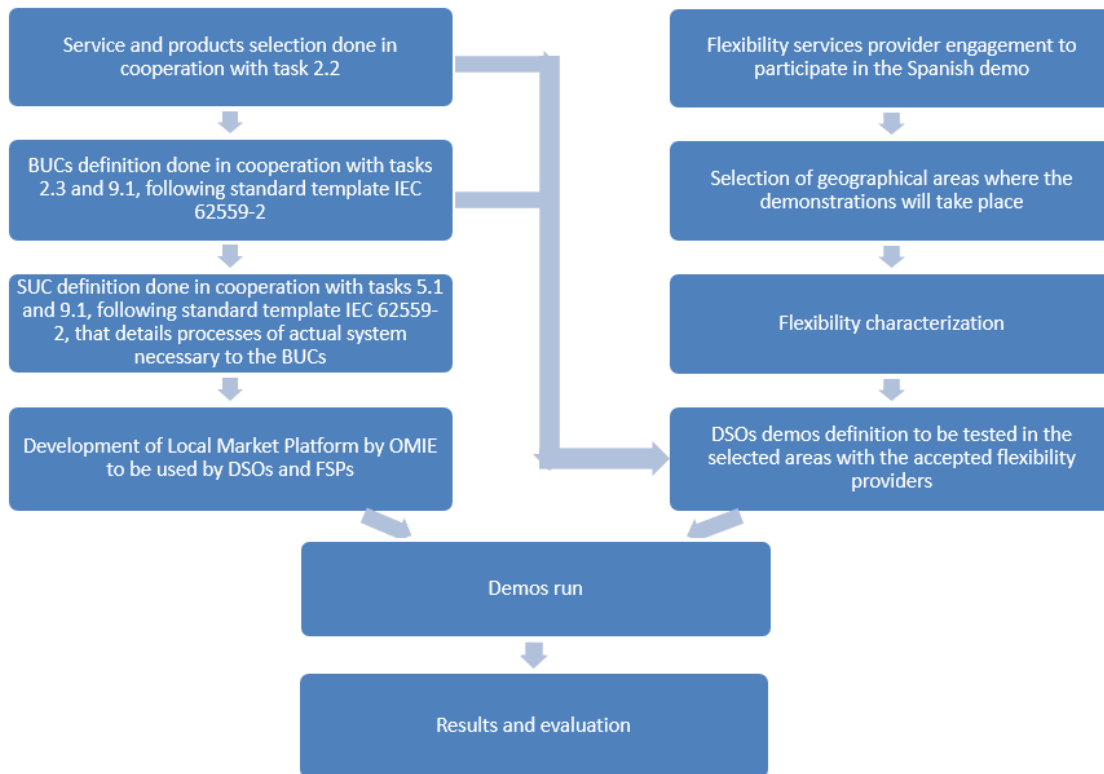 Service and products selection done in
cooperation with task 2.2
BUCs definition done in cooperation with tasks
2.3 and 9.1, following standard template IEC
62559-2
SUC definition done in cooperation with tasks 5.1
and 9.1, following standard template IEC 62559-
2, that details processes of actual system
necessary to the BUCs
Development of Local Market Platform by OMIE
to be used by DSOs and FSPs
Flexibility services provider engagement to
participate in the Spanish demo
Selection of geographical areas where the
demonstrations will take place
Flexibility characterization
DSOs demos definition to be tested in the
selected areas with the accepted flexibility
providers
Demos run
Results and evaluation